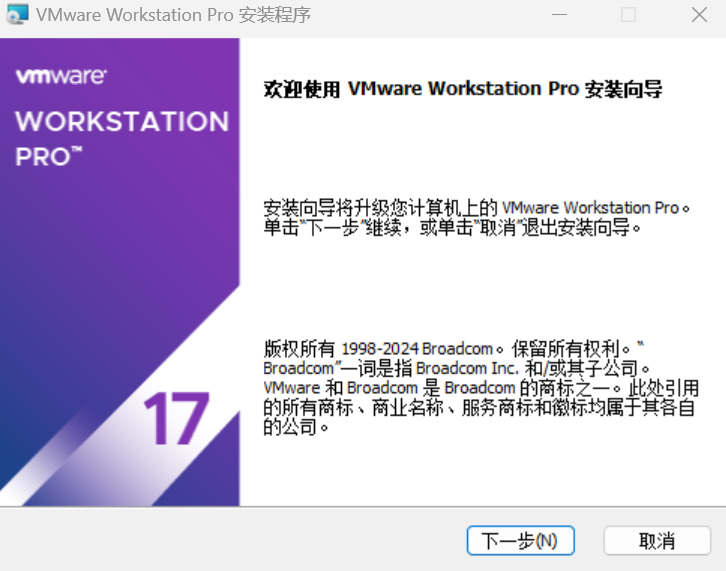 VMware Workstation Pro 安装程序
vmware®
WORKSTATION
PRO™
17
欢迎使用 VMware Workstation Pro 安装向导
安装向导将升级您计算机上的 VMware Workstation Pro。
单击“下一步”继续，或单击“取消”退出安装向导。
版权所有 1998-2024 Broadcom。保留所有权利。“
Broadcom”一词是指 Broadcom Inc. 和/或其子公司。
VMware 和 Broadcom 是 Broadcom 的商标之一。此处引用
的所有商标、商业名称、服务商标和徽标均属于其各自
的公司。
下一步(N)
取消